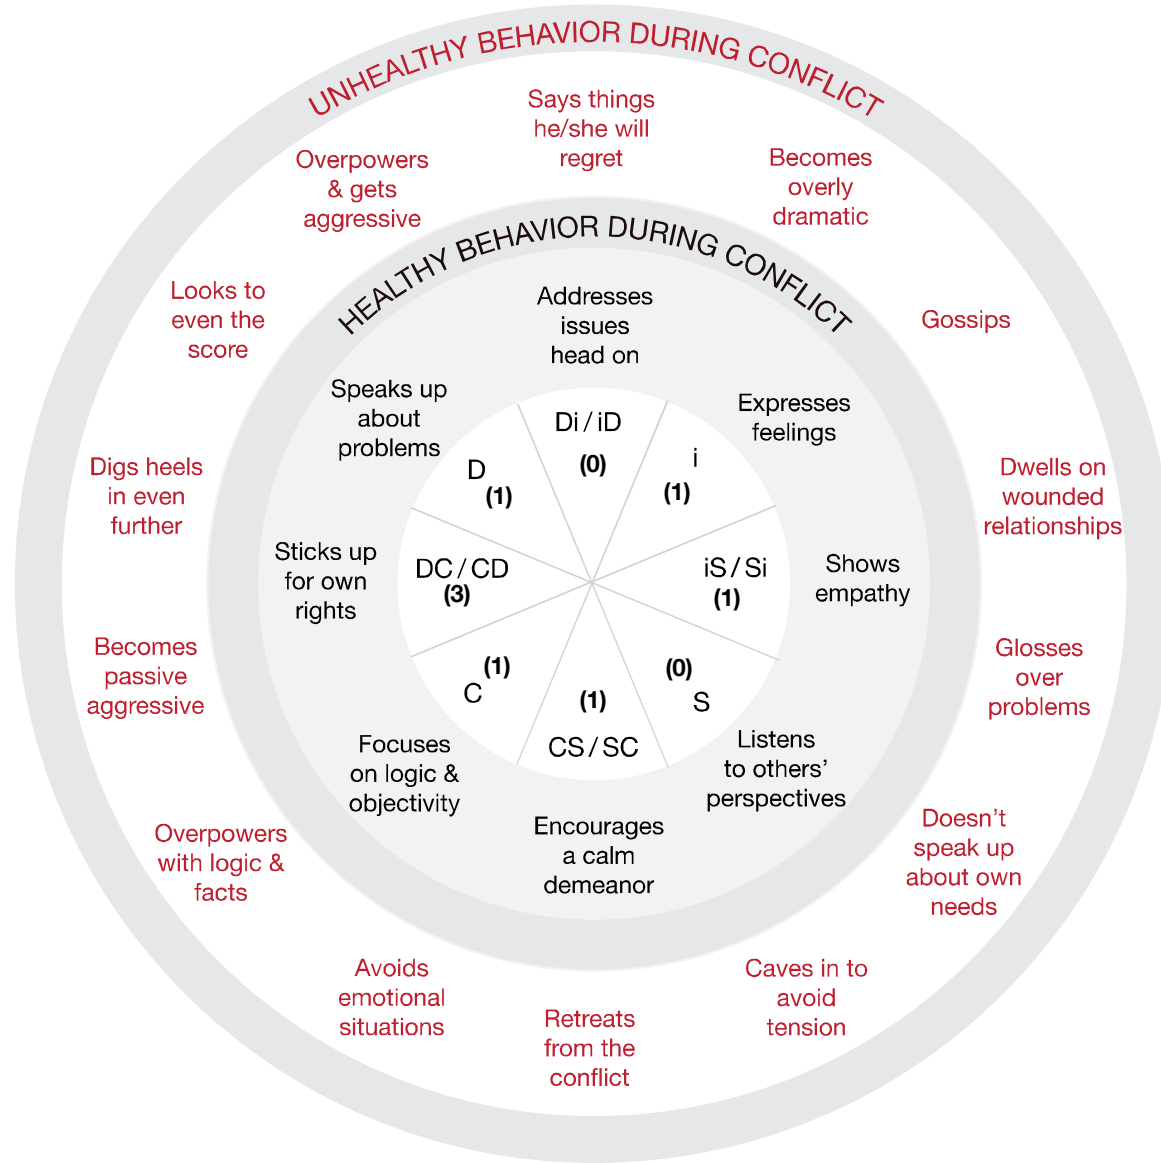 UNHEALTHY BEHAVIOR DURING CONFLICT
Says things
he/she will
regret
Becomes
overly
dramatic
Gossips
Dwells on
wounded
relationships
Glosses
over
problems
Doesn’t
speak up
about own
needs
Caves in to
avoid
tension
Retreats
from the
conflict
Avoids
emotional
situations
Overpowers
with logic &
facts
Becomes
passive
aggressive
Digs heels
in even
further
Looks to
even the
score
Overpowers
& gets
aggressive
HEALTHY BEHAVIOR DURING CONFLICT
Addresses
issues
head on
Expresses
feelings
Shows
empathy
Listens
to others’
perspectives
Encourages
a calm
demeanor
Focuses
on logic &
objectivity
Sticks up
for own
rights
Speaks up
about
problems
Di / iD
(0)
i
(1)
iS / Si
(1)
(0)
S
(1)
CS / SC
(1)
C
DC / CD
(3)
D
(1)